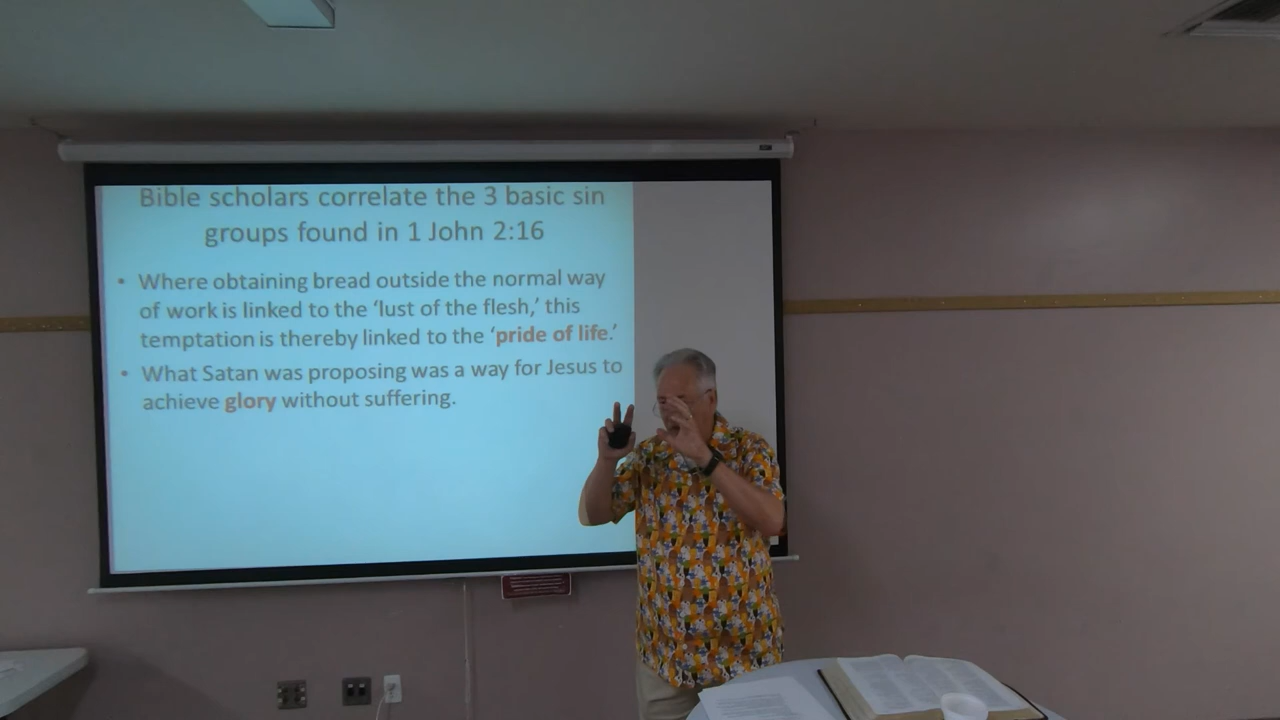 Bible scholars correlate the 3 basic sin
groups found in 1 John 2:16
• Where obtaining bread outside the normal way
of work is linked to the ‘lust of the flesh,’ this
temptation is thereby linked to the ‘pride of life.’
• What Satan was proposing was a way for Jesus to
achieve glory without suffering.